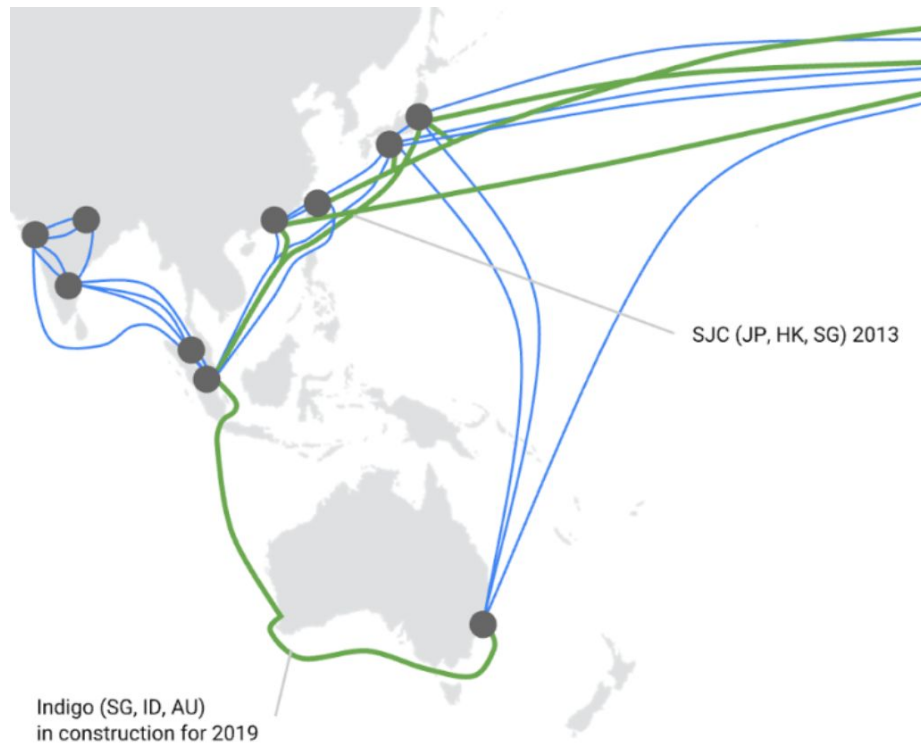 SJC (JP, HK, SG) 2013
Indigo (SG, ID, AU)
in construction for 2019